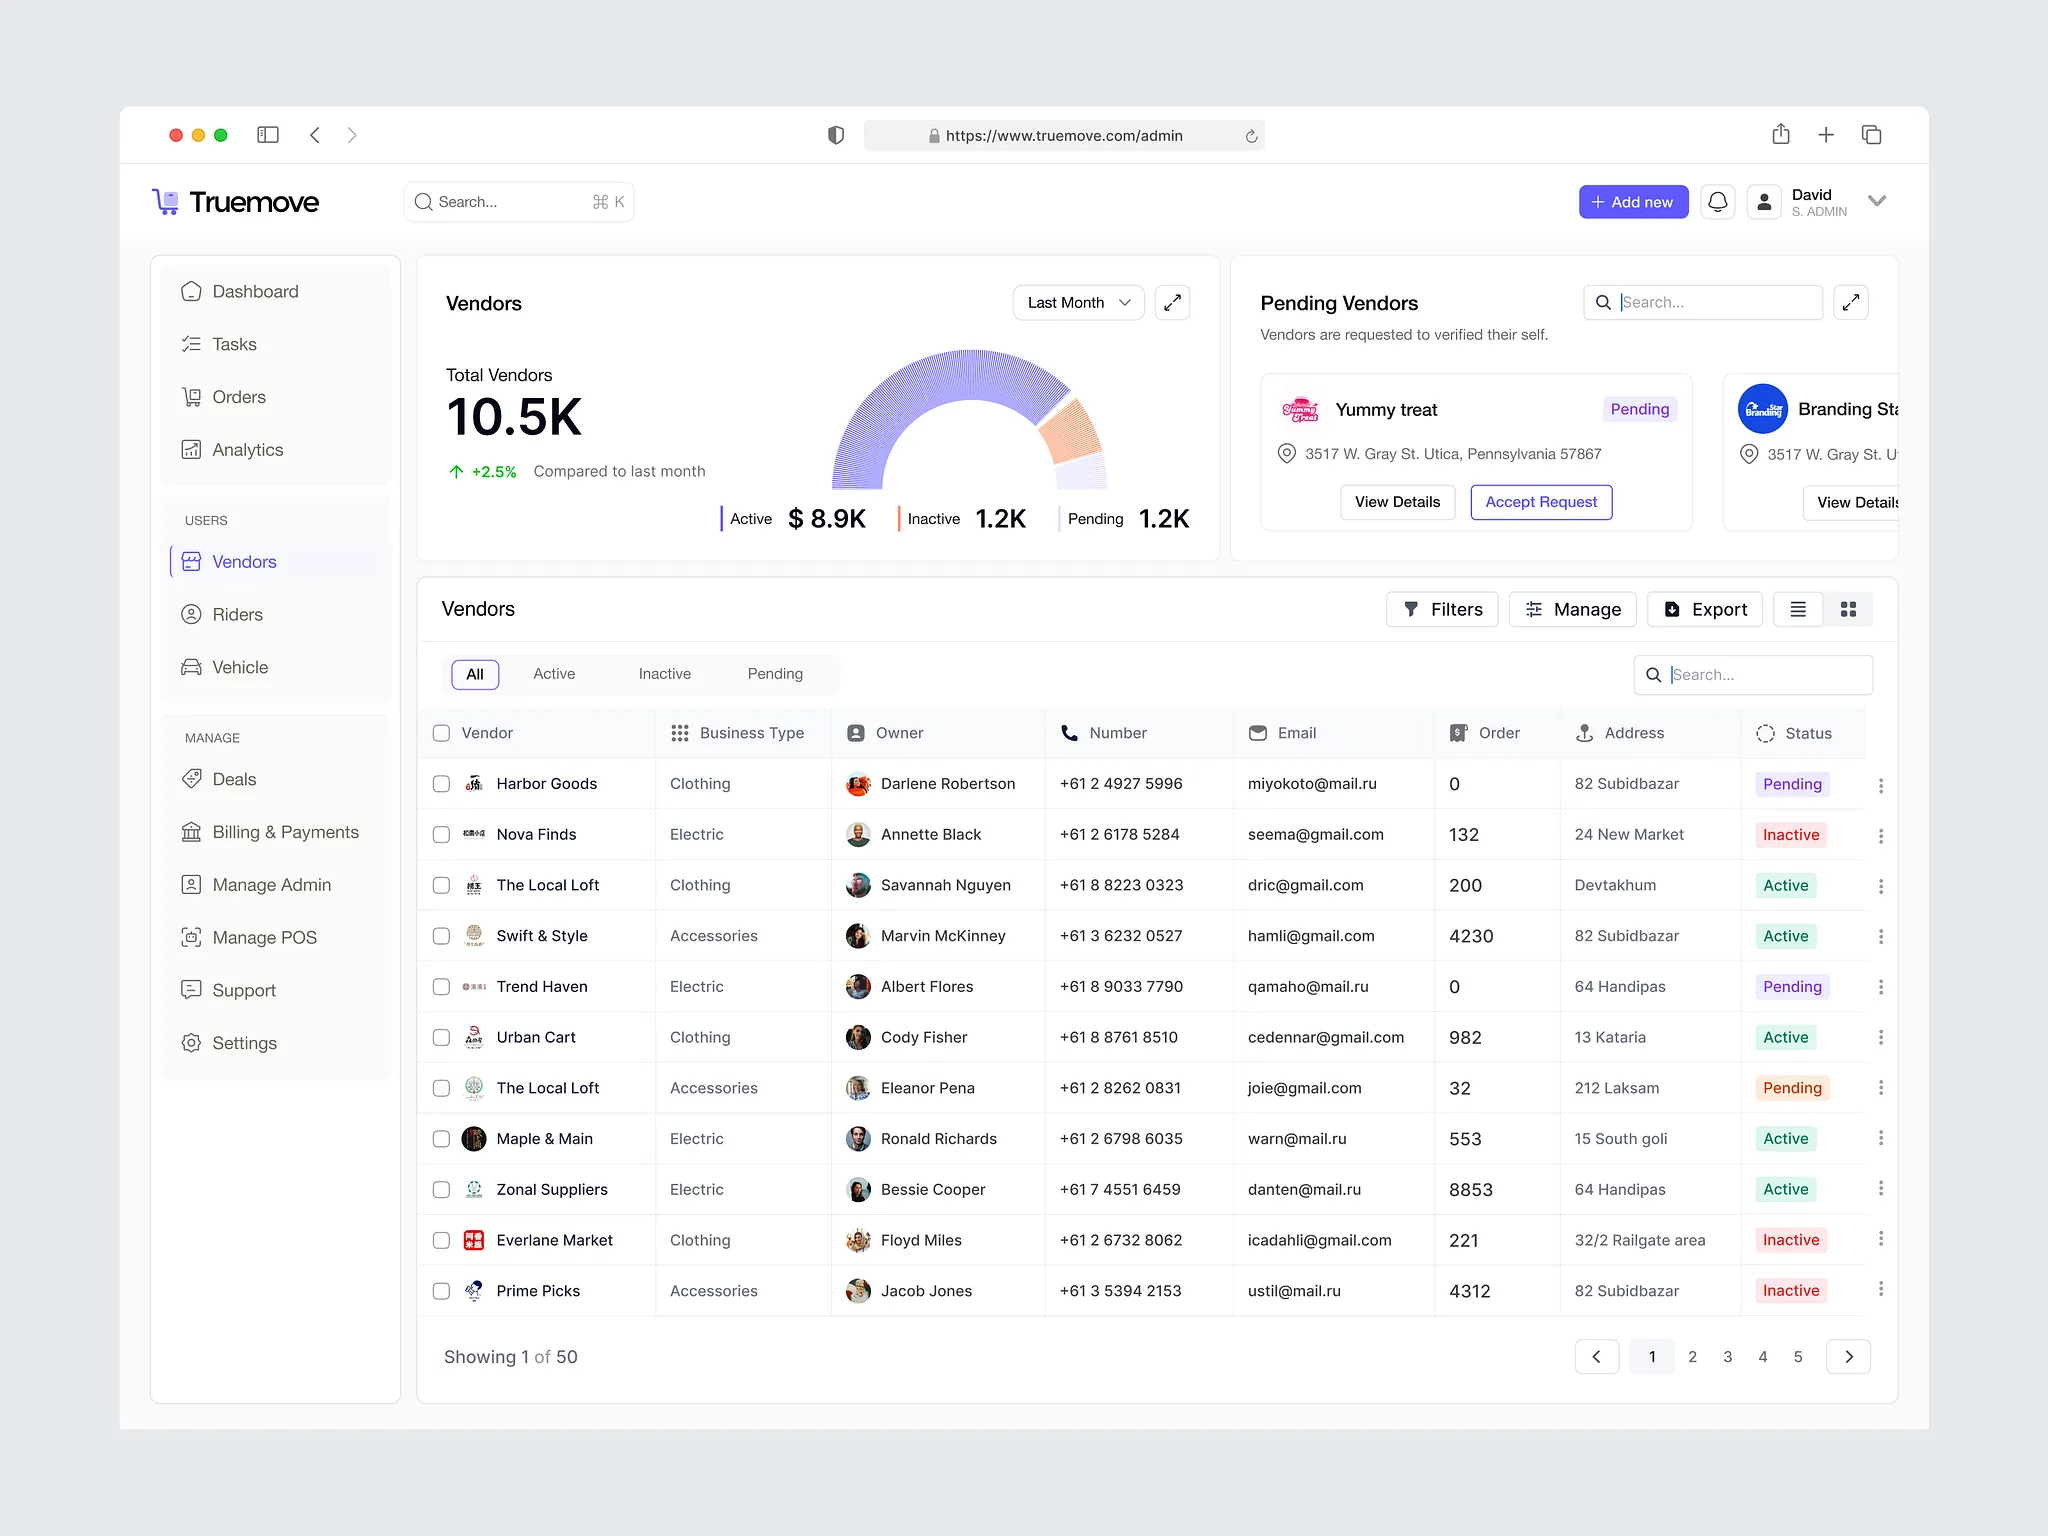 https://www.truemove.com/admin
Truemove
Search...
⌘ K
+ Add new
David
S. ADMIN
Dashboard
Tasks
Orders
Analytics
USERS
Vendors
Riders
Vehicle
MANAGE
Deals
Billing & Payments
Manage Admin
Manage POS
Support
Settings
Vendors
Last Month
Total Vendors
10.5K
+2.5% Compared to last month
Active $ 8.9K Inactive 1.2K Pending 1.2K
Pending Vendors
Search...
Vendors are requested to verified their self.
Yummy Treat
Yummy treat
Pending
3517 W. Gray St. Utica, Pennsylvania 57867
View Details
Accept Request
Star Branding
Branding Sta
3517 W. Gray St. U
View Details
Vendors
Filters
Manage
Export
All Active Inactive Pending
Search...
Vendor Business Type Owner Number Email Order Address Status
Harbor Goods Clothing Darlene Robertson +61 2 4927 5996 miyokoto@mail.ru 0 82 Subidbazar Pending
Nova Finds Electric Annette Black +61 2 6178 5284 seema@gmail.com 132 24 New Market Inactive
The Local Loft Clothing Savannah Nguyen +61 8 8223 0323 dric@gmail.com 200 Devtakhum Active
Swift & Style Accessories Marvin McKinney +61 3 6232 0527 hamli@gmail.com 4230 82 Subidbazar Active
Trend Haven Electric Albert Flores +61 8 9033 7790 qamaho@mail.ru 0 64 Handipas Pending
Urban Cart Clothing Cody Fisher +61 8 8761 8510 cedennar@gmail.com 982 13 Kataria Active
The Local Loft Accessories Eleanor Pena +61 2 8262 0831 joie@gmail.com 32 212 Laksam Pending
Maple & Main Electric Ronald Richards +61 2 6798 6035 warn@mail.ru 553 15 South goli Active
Zonal Suppliers Electric Bessie Cooper +61 7 4551 6459 danten@mail.ru 8853 64 Handipas Active
Everlane Market Clothing Floyd Miles +61 2 6732 8062 icadahli@gmail.com 221 32/2 Railgate area Inactive
Prime Picks Accessories Jacob Jones +61 3 5394 2153 ustil@mail.ru 4312 82 Subidbazar Inactive
Showing 1 of 50
1 2 3 4 5